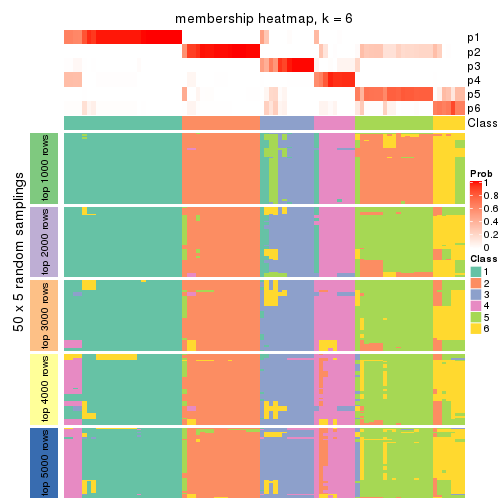 membership heatmap, k = 6
p1
p2
p3
p4
p5
p6
Class
50 x 5 random samplings
top 1000 rows
top 2000 rows
top 3000 rows
top 4000 rows
top 5000 rows
Prob
1
0.8
0.6
0.4
0.2
0
Class
1
2
3
4
5
6